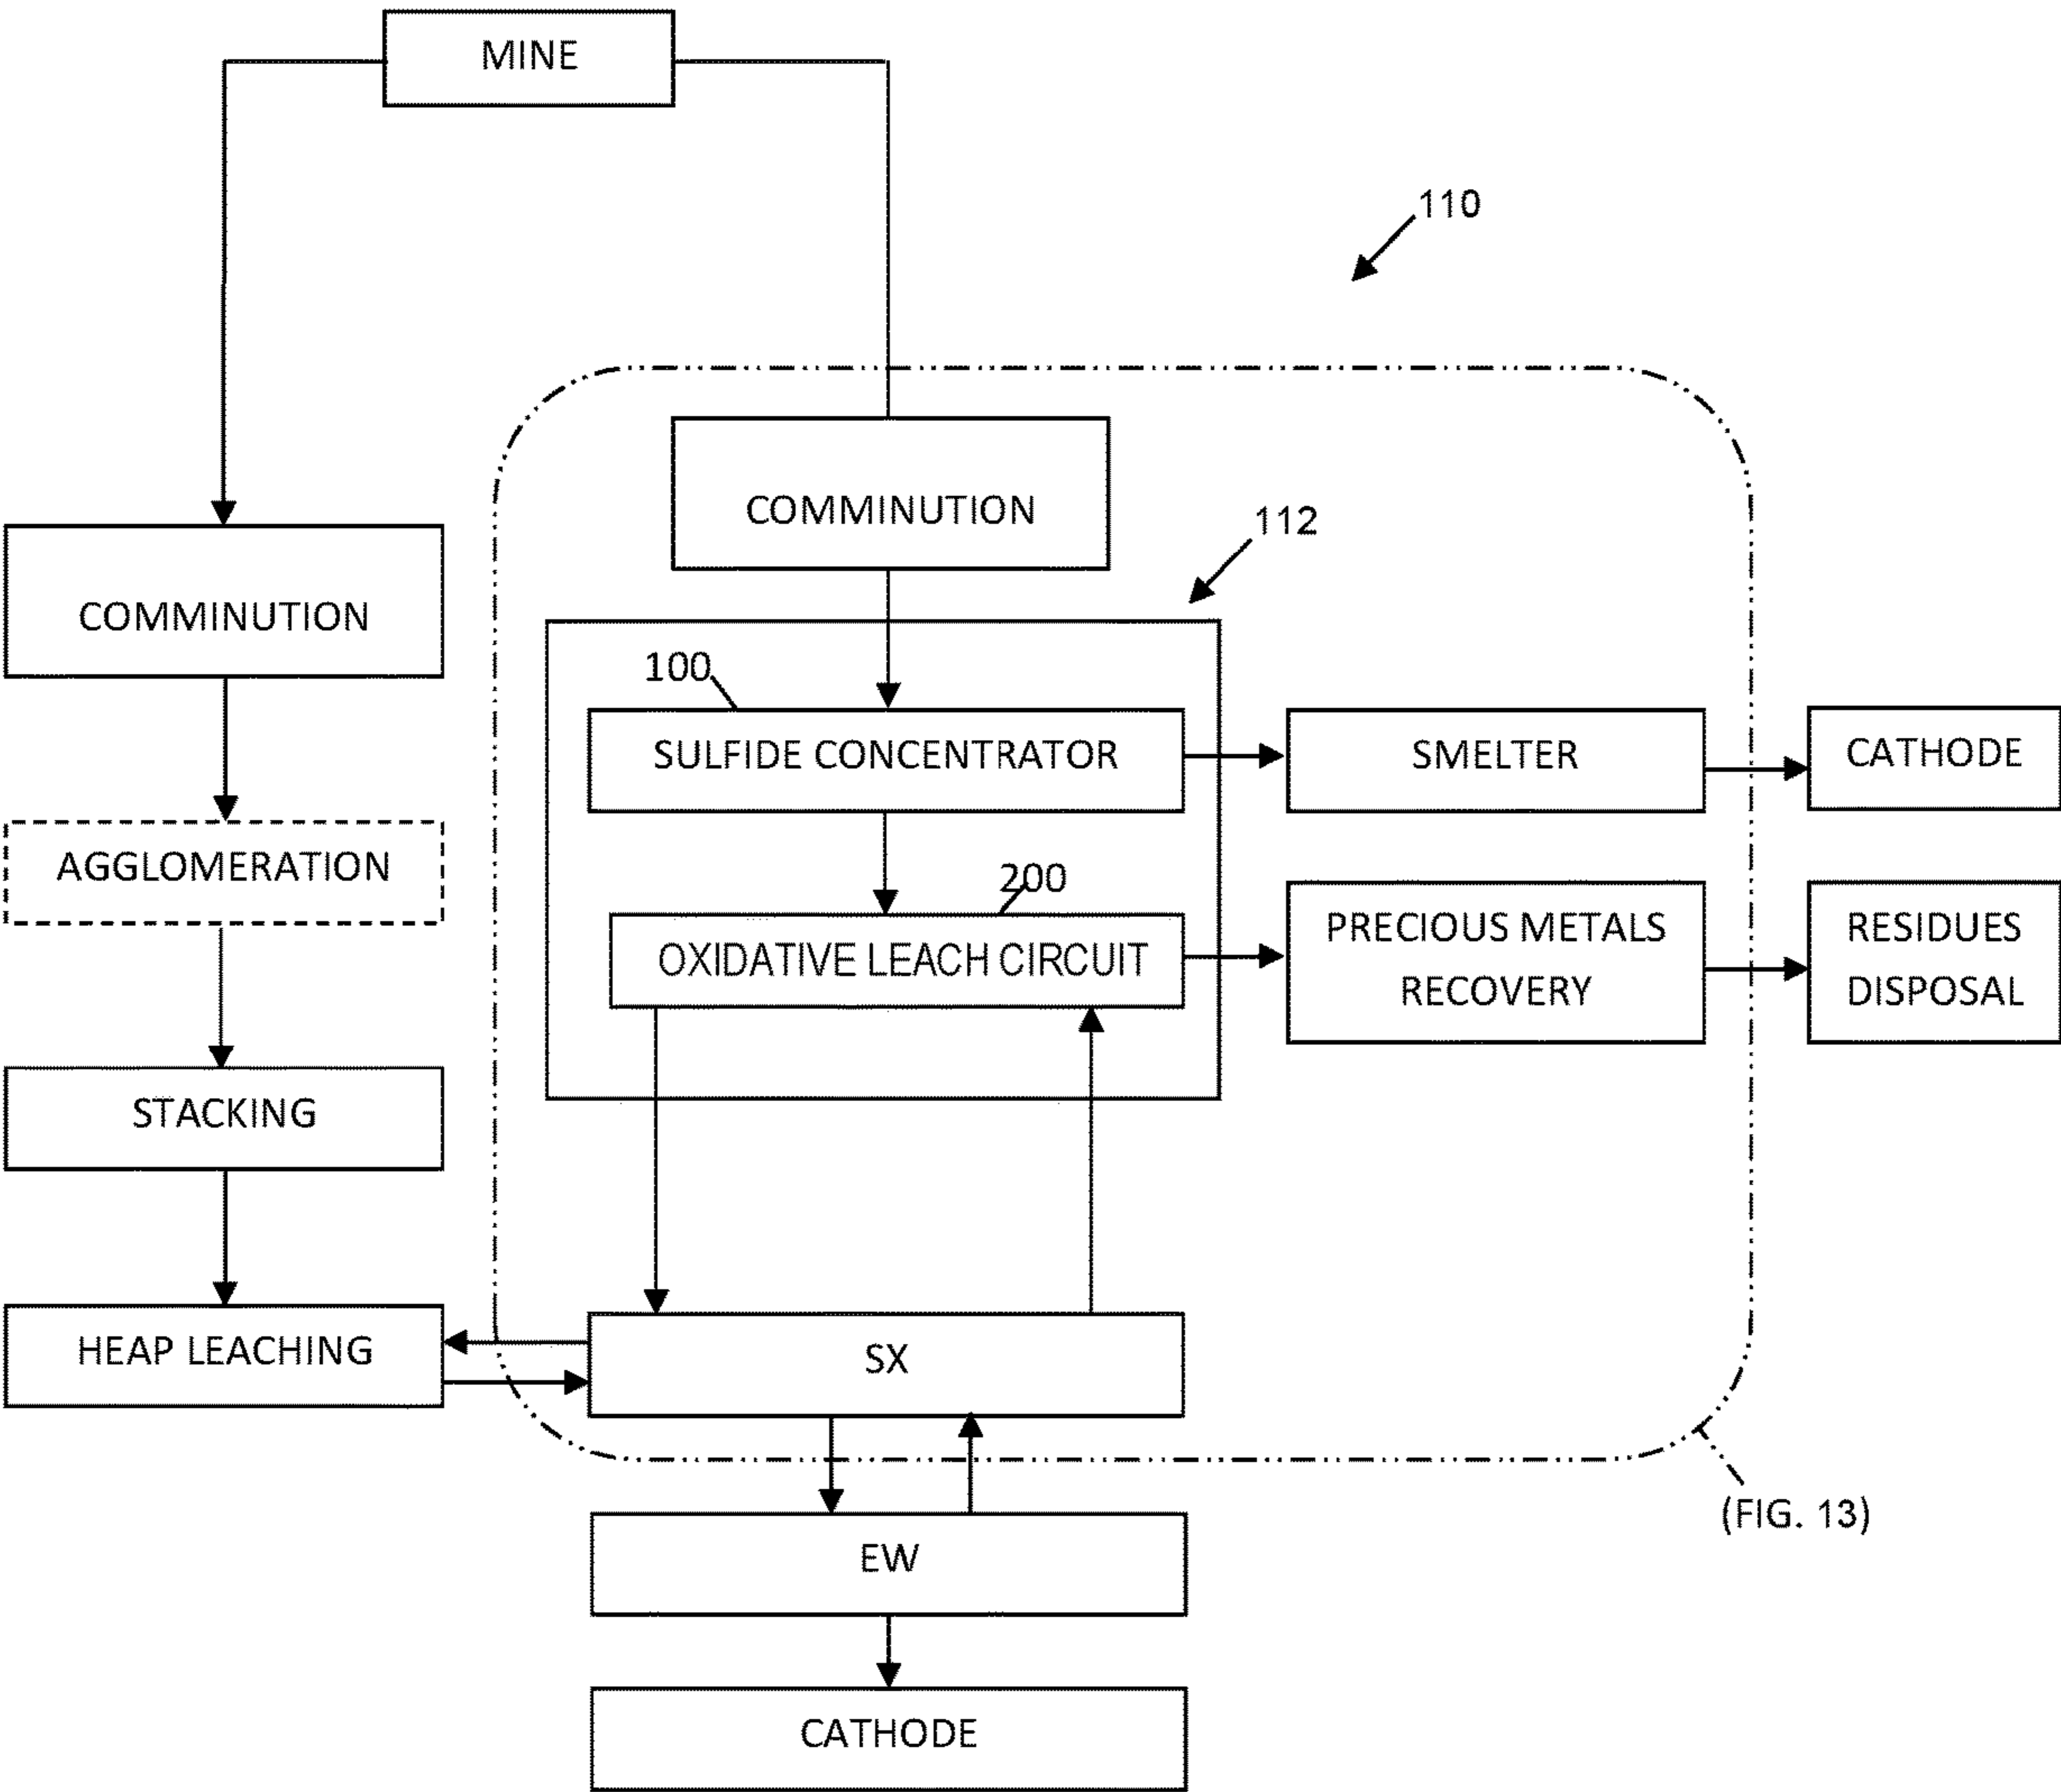 MINE
110
COMMINUTION
112
COMMINUTION
100
SULFIDE CONCENTRATOR
SMELTER
CATHODE
AGGLOMERATION
200
OXIDATIVE LEACH CIRCUIT
PRECIOUS METALS
RECOVERY
RESIDUES
DISPOSAL
STACKING
HEAP LEACHING
SX
(FIG. 13)
EW
CATHODE